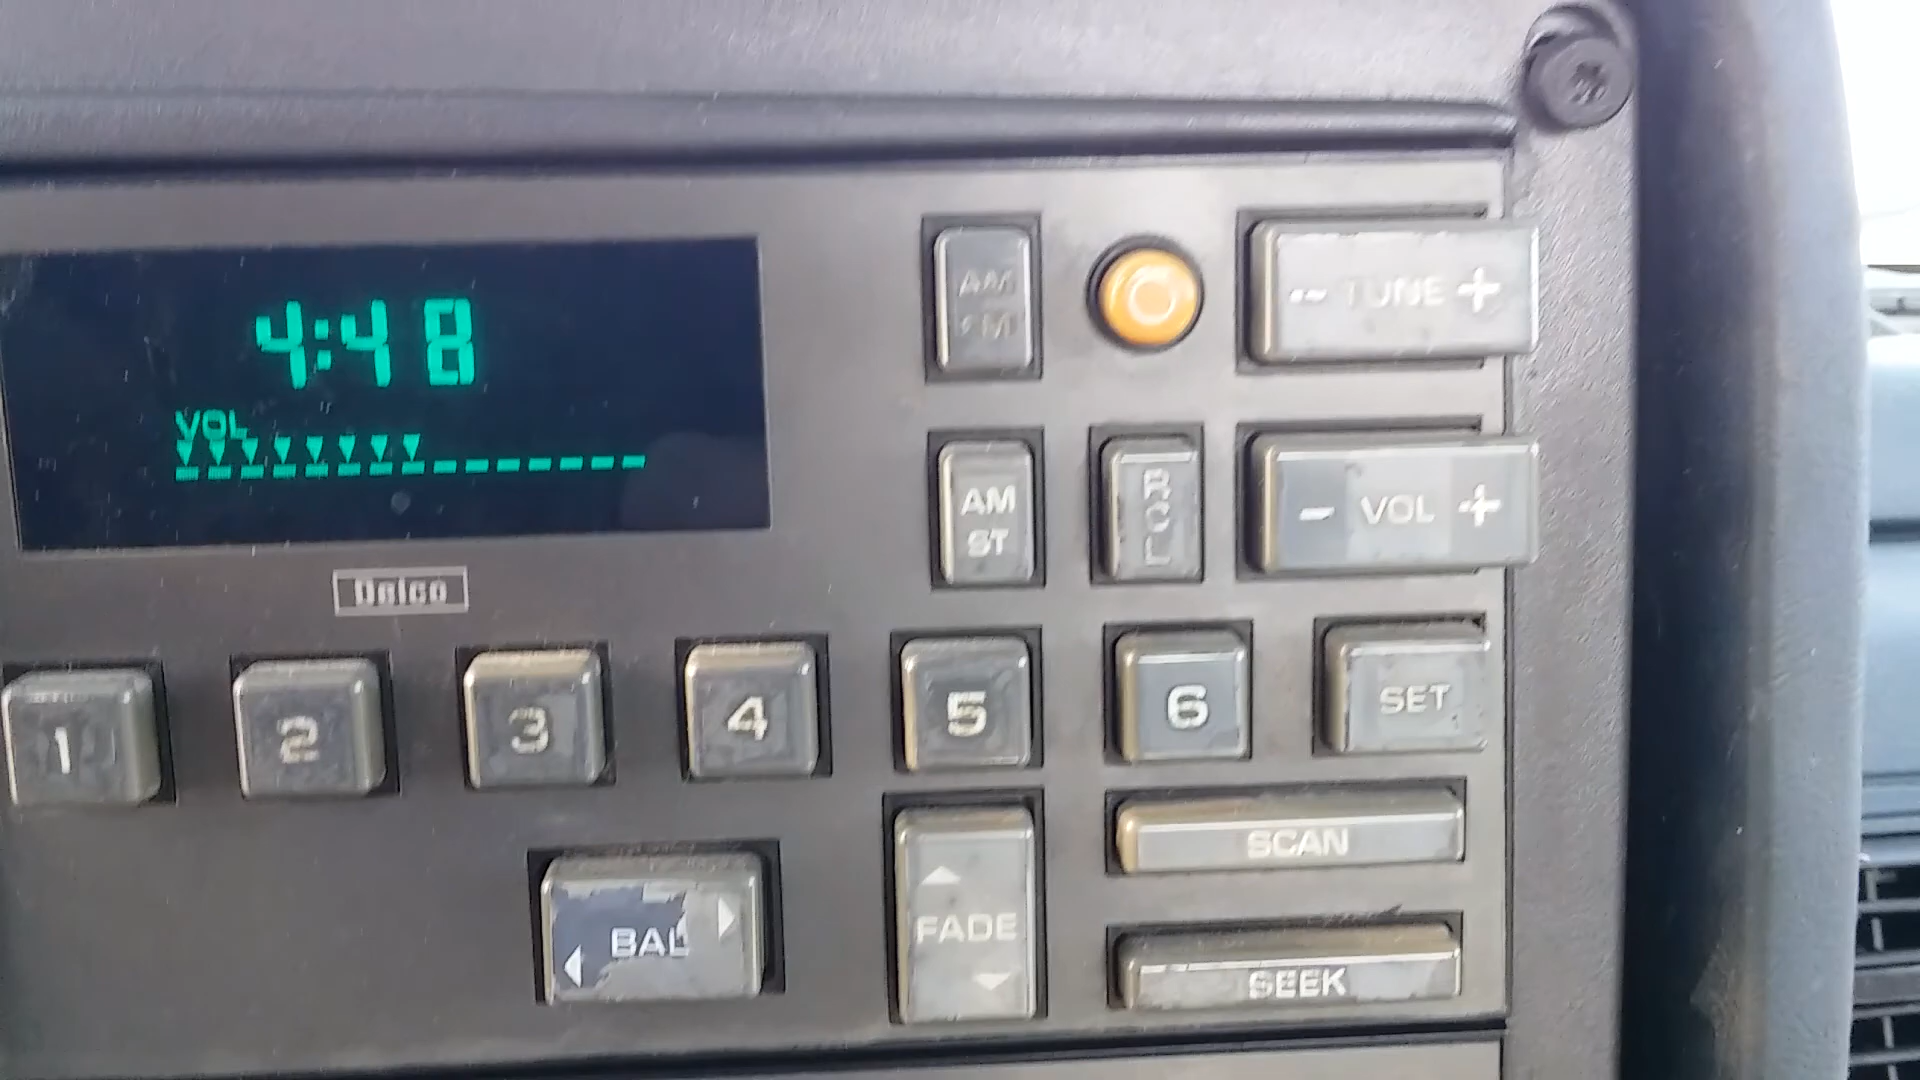 4:48
VOL
Delco
AM
FM
C
- TUNE +
AM
ST
RCL
- VOL +
1
2
3
4
5
6
SET
BAL
FADE
SCAN
SEEK